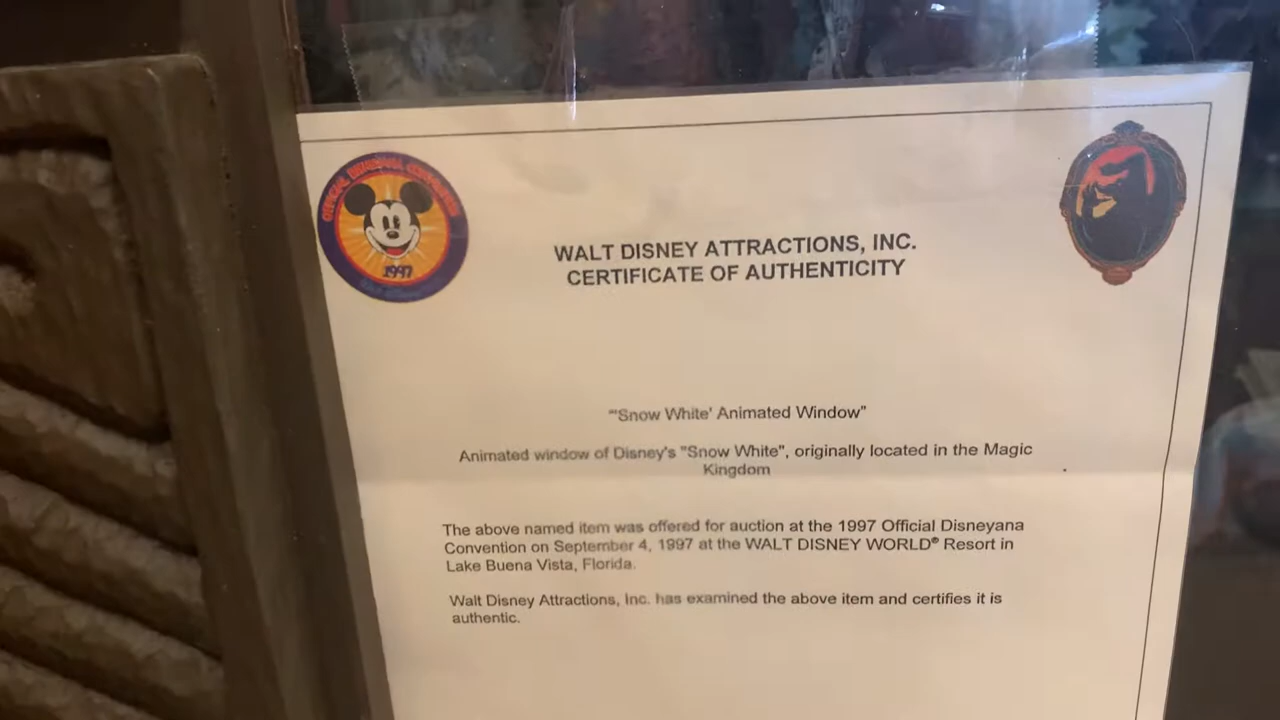 OFFICIAL DISNEYANA CONVENTION
1997
WALT DISNEY ATTRACTIONS, INC.
CERTIFICATE OF AUTHENTICITY
"'Snow White' Animated Window"
Animated window of Disney's "Snow White", originally located in the Magic
Kingdom
The above named item was offered for auction at the 1997 Official Disneyana
Convention on September 4, 1997 at the WALT DISNEY WORLD® Resort in
Lake Buena Vista, Florida.
Walt Disney Attractions, Inc. has examined the above item and certifies it is
authentic.